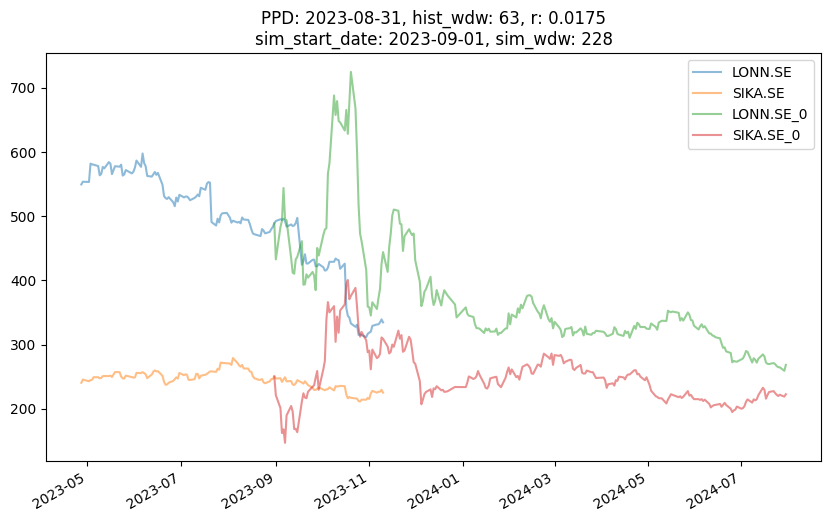 PPD: 2023-08-31, hist_wdw: 63, r: 0.0175
sim_start_date: 2023-09-01, sim_wdw: 228
LONN.SE
SIKA.SE
LONN.SE_0
SIKA.SE_0
700
600
500
400
300
200
2023-05
2023-07
2023-09
2023-11
2024-01
2024-03
2024-05
2024-07